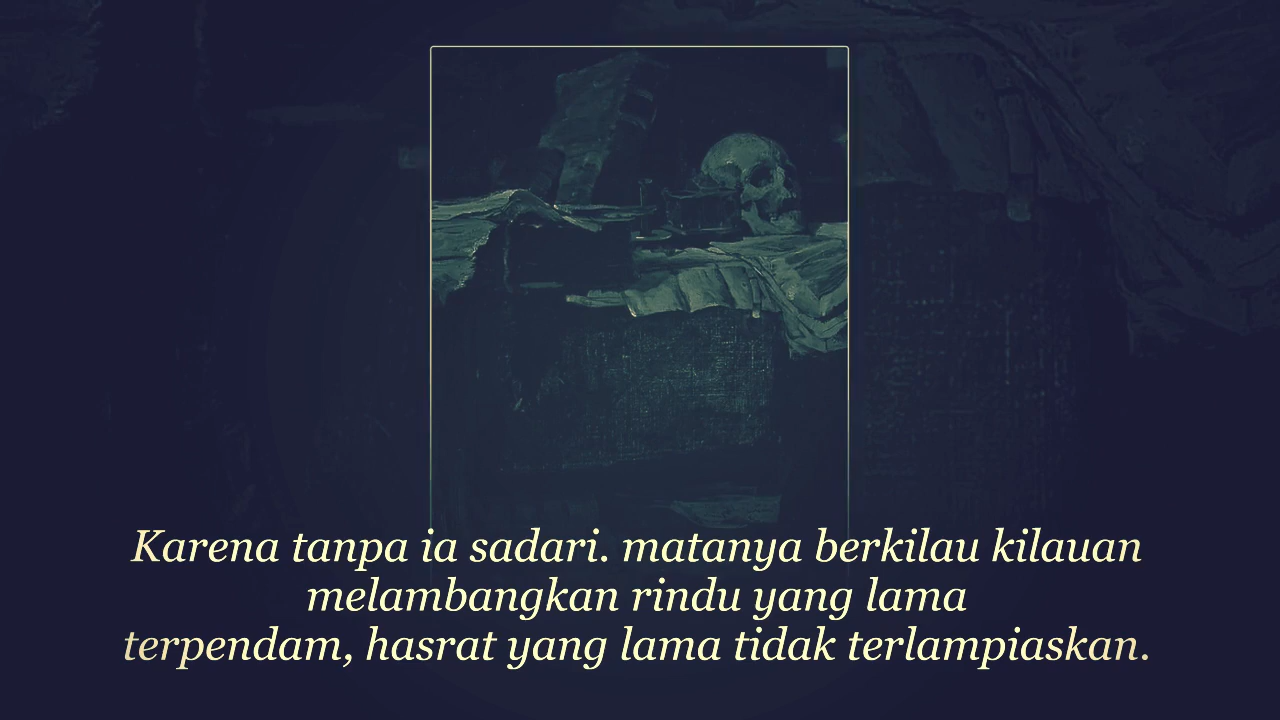 Karena tanpa ia sadari. matanya berkilau kilauan
melambangkan rindu yang lama
terpendam, hasrat yang lama tidak terlampiaskan.